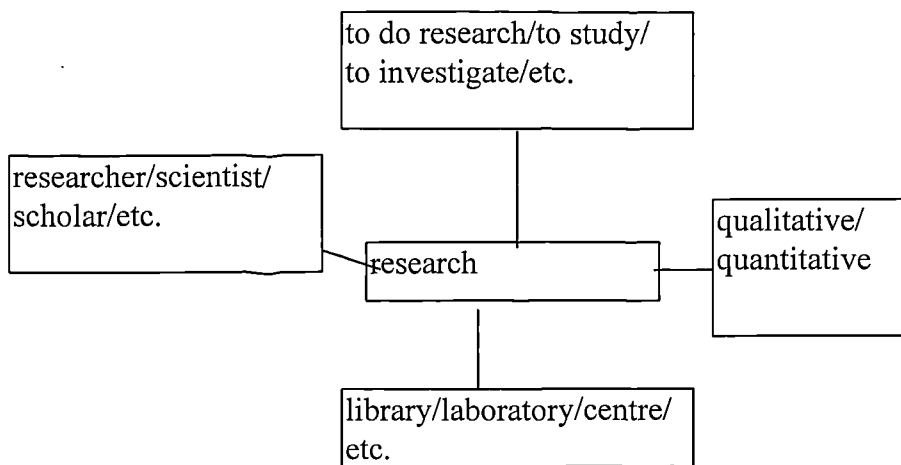 to do research/to study/
to investigate/etc.
researcher/scientist/
scholar/etc.
qualitative/
quantitative
research
library/laboratory/centre/
etc.